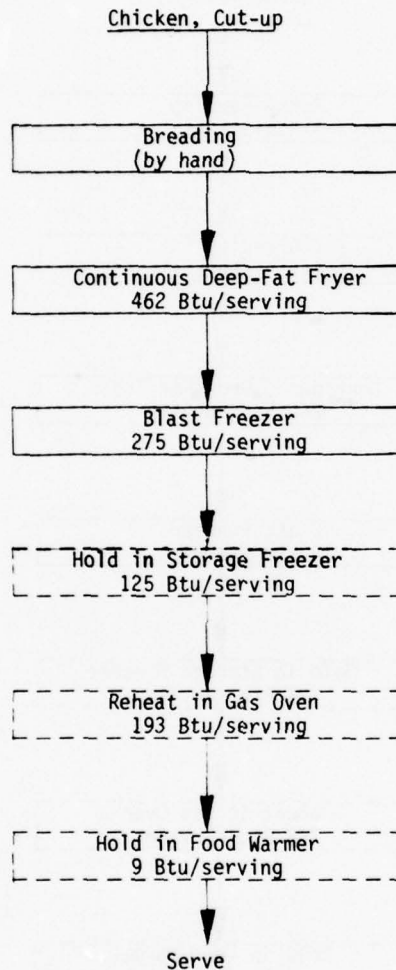 Chicken, Cut-up
Breading
(by hand)
Continuous Deep-Fat Fryer
462 Btu/serving
Blast Freezer
275 Btu/serving
Hold in Storage Freezer
125 Btu/serving
Reheat in Gas Oven
193 Btu/serving
Hold in Food Warmer
9 Btu/serving
Serve